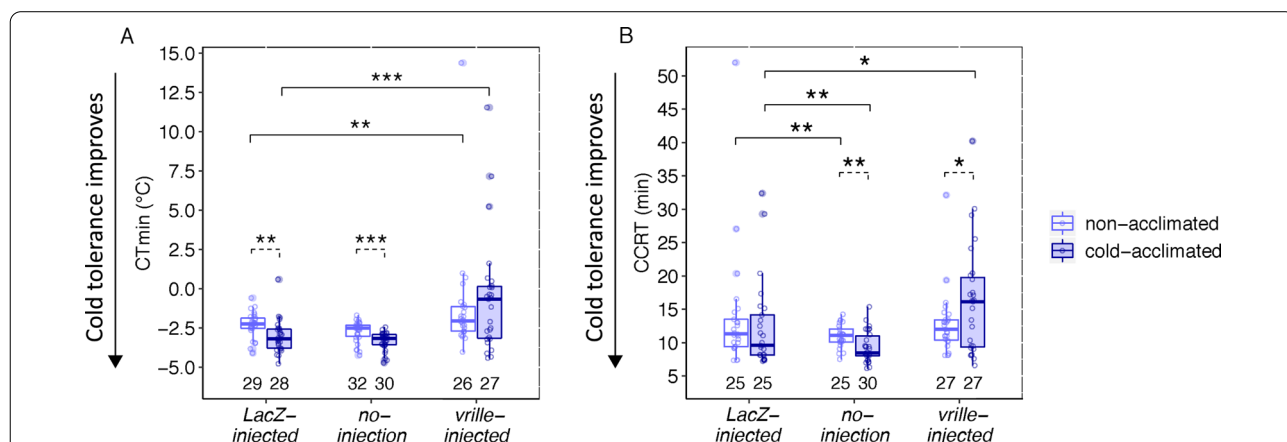 A
Cold tolerance improves
CTmin (°C)
15.0
12.5
10.0
7.5
5.0
2.5
0.0
−2.5
−5.0
***
**
**
***
29 28 32 30 26 27
LacZ− no− vrille−
injected injection injected
B
Cold tolerance improves
CCRT (min)
50
45
40
35
30
25
20
15
10
5
*
**
**
**
*
25 25 25 30 27 27
LacZ− no− vrille−
injected injection injected
non−acclimated
cold−acclimated